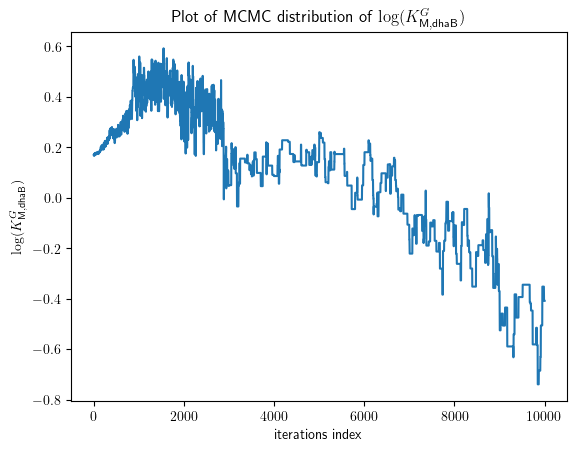 Plot of MCMC distribution of log(K^G_M,dhaB)
0.6
0.4
0.2
0.0
−0.2
−0.4
−0.6
−0.8
log(K^G_M,dhaB)
0 2000 4000 6000 8000 10000
iterations index